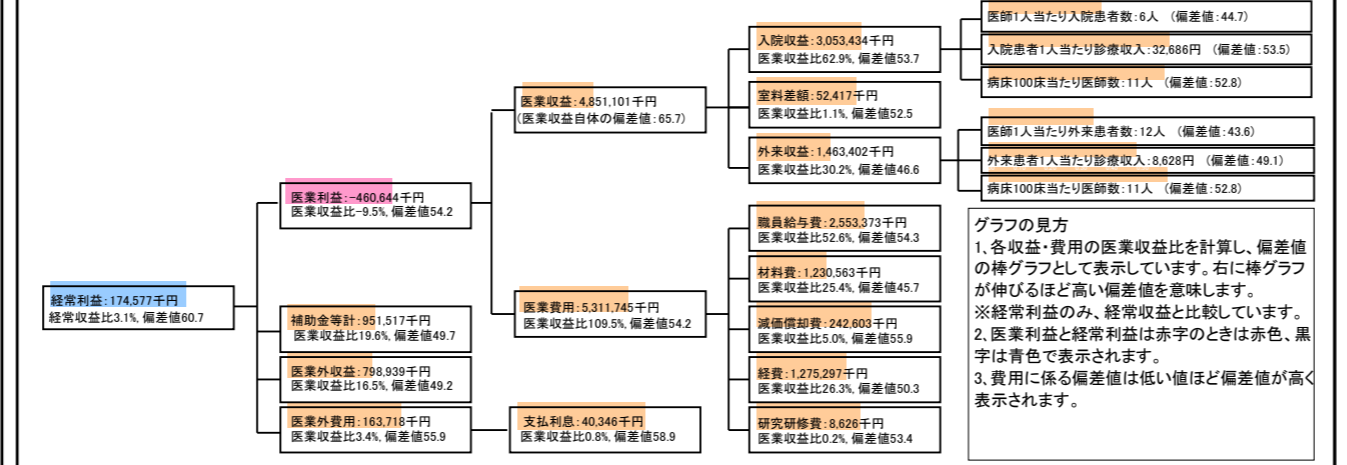 経常利益:174,577千円
経常収益比3.1%, 偏差値60.7
医業利益:-460,644千円
医業収益比-9.5%, 偏差値54.2
補助金等計:951,517千円
医業収益比19.6%, 偏差値49.7
医業外収益:798,939千円
医業収益比16.5%, 偏差値49.2
医業外費用:163,718千円
医業収益比3.4%, 偏差値55.9
医業収益:4,851,101千円
(医業収益自体の偏差値:65.7)
医業費用:5,311,745千円
医業収益比109.5%, 偏差値54.2
支払利息:40,346千円
医業収益比0.8%, 偏差値58.9
入院収益:3,053,434千円
医業収益比62.9%, 偏差値53.7
室料差額:52,417千円
医業収益比1.1%, 偏差値52.5
外来収益:1,463,402千円
医業収益比30.2%, 偏差値46.6
職員給与費:2,553,373千円
医業収益比52.6%, 偏差値54.3
材料費:1,230,563千円
医業収益比25.4%, 偏差値45.7
減価償却費:242,603千円
医業収益比5.0%, 偏差値55.9
経費:1,275,297千円
医業収益比26.3%, 偏差値50.3
研究研修費:8,626千円
医業収益比0.2%, 偏差値53.4
医師1人当たり入院患者数:6人 (偏差値:44.7)
入院患者1人当たり診療収入:32,686円 (偏差値:53.5)
病床100床当たり医師数:11人 (偏差値:52.8)
医師1人当たり外来患者数:12人 (偏差値:43.6)
外来患者1人当たり診療収入:8,628円 (偏差値:49.1)
病床100床当たり医師数:11人 (偏差値:52.8)
グラフの見方
1、各収益・費用の医業収益比を計算し、偏差値
の棒グラフとして表示しています。右に棒グラフ
が伸びるほど高い偏差値を意味します。
※経常利益のみ、経常収益と比較しています。
2、医業利益と経常利益は赤字のときは赤色、黒
字は青色で表示されます。
3、費用に係る偏差値は低い値ほど偏差値が高く
表示されます。